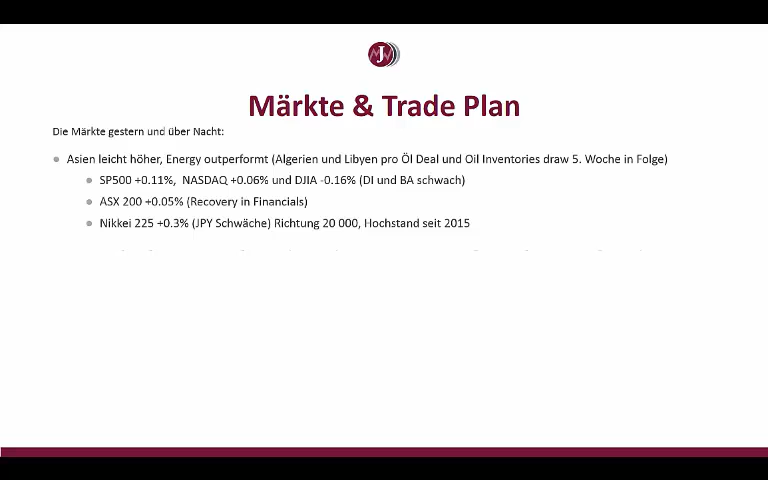 J
Märkte & Trade Plan
Die Märkte gestern und über Nacht:
Asien leicht höher, Energy outperformt (Algerien und Libyen pro Öl Deal und Oil Inventories draw 5. Woche in Folge)
SP500 +0.11%, NASDAQ +0.06% und DJIA -0.16% (DI und BA schwach)
ASX 200 +0.05% (Recovery in Financials)
Nikkei 225 +0.3% (JPY Schwäche) Richtung 20 000, Hochstand seit 2015